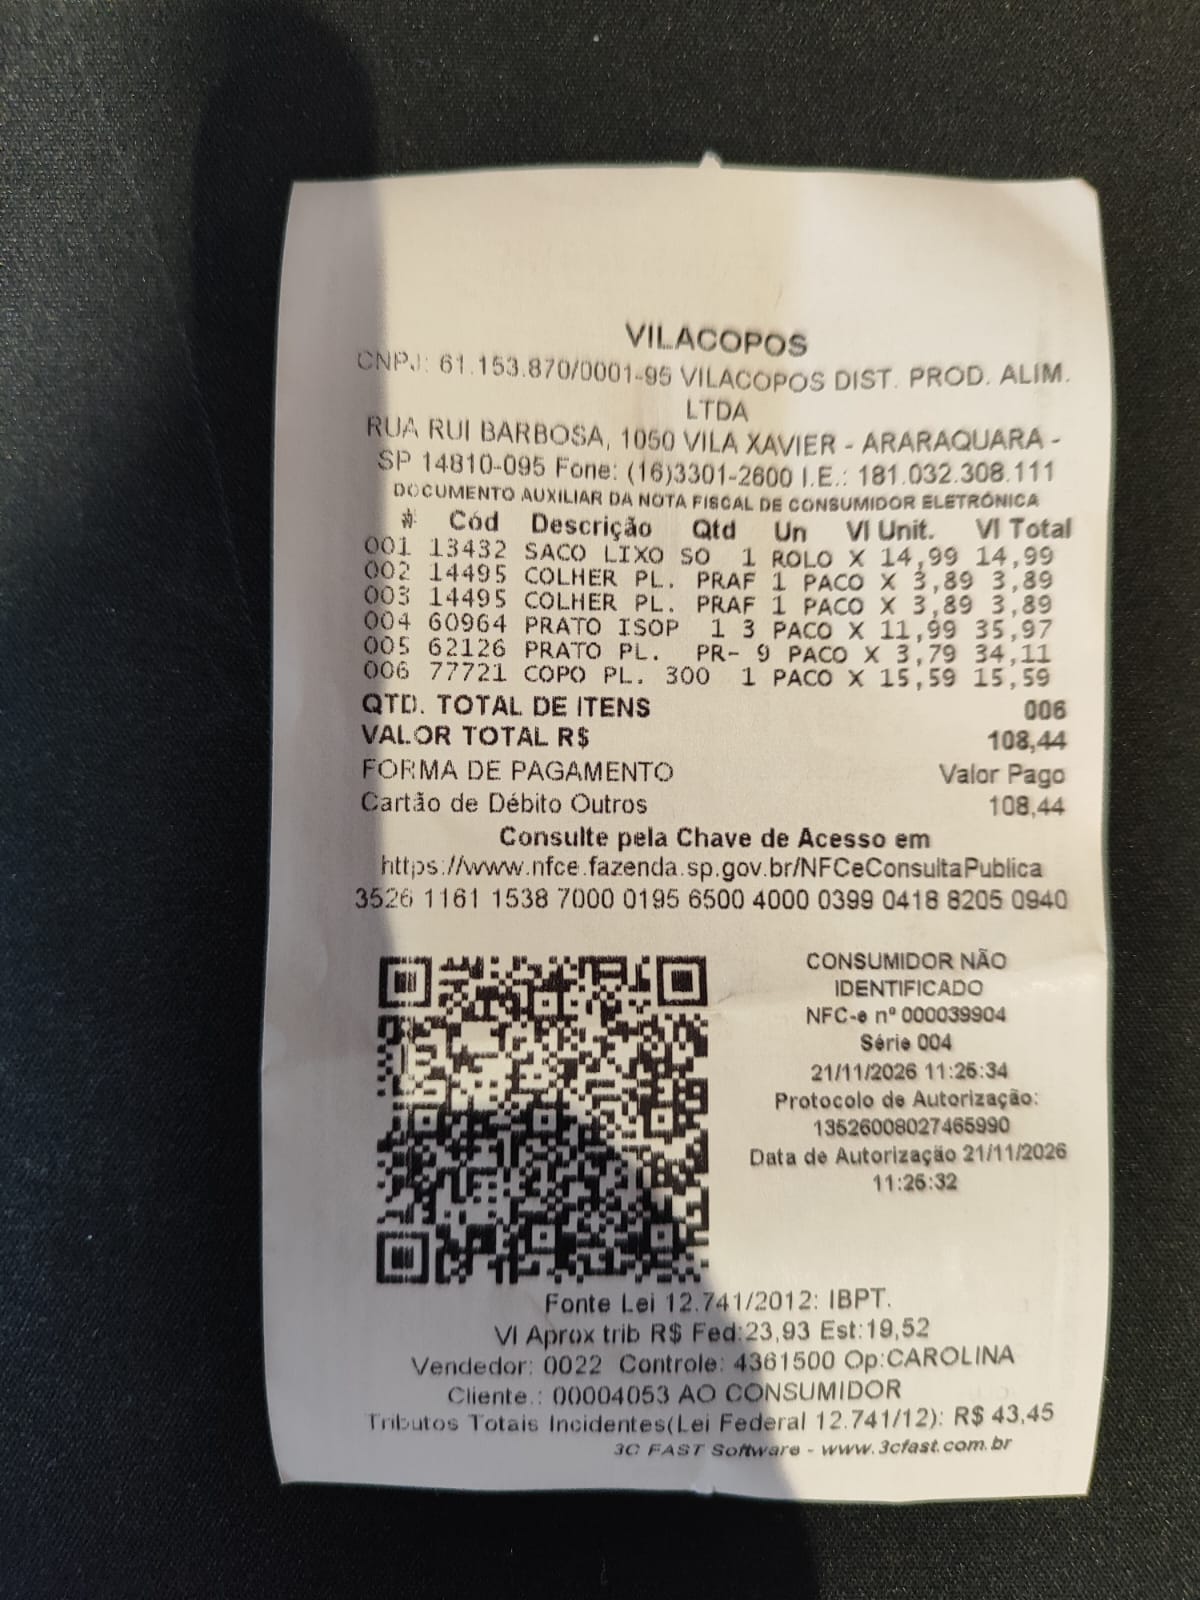 VILACOPOS
CNPJ: 61.153.870/0001-95 VILACOPOS DIST. PROD. ALIM.
LTDA
RUA RUI BARBOSA, 1050 VILA XAVIER - ARARAQUARA -
SP 14810-095 Fone: (16)3301-2600 I.E.: 181.032.308.111
DOCUMENTO AUXILIAR DA NOTA FISCAL DE CONSUMIDOR ELETRÔNICA
# Cód Descrição Qtd Un Vl Unit. Vl Total
001 13432 SACO LIXO SO 1 ROLO X 14,99 14,99
002 14495 COLHER PL. PRAF 1 PACO X 3,89 3,89
003 14495 COLHER PL. PRAF 1 PACO X 3,89 3,89
004 60964 PRATO ISOP 1 3 PACO X 11,99 35,97
005 62126 PRATO PL. PR- 9 PACO X 3,79 34,11
006 77721 COPO PL. 300 1 PACO X 15,59 15,59
QTD. TOTAL DE ITENS 006
VALOR TOTAL R$ 108,44
FORMA DE PAGAMENTO Valor Pago
Cartão de Débito Outros 108,44
Consulte pela Chave de Acesso em
https://www.nfce.fazenda.sp.gov.br/NFCeConsultaPublica
3526 1161 1538 7000 0195 6500 4000 0399 0418 8205 0940
CONSUMIDOR NÃO
IDENTIFICADO
NFC-e nº 000039904
Série 004
21/11/2026 11:26:34
Protocolo de Autorização:
13526008027465990
Data de Autorização 21/11/2026
11:26:32
Fonte Lei 12.741/2012: IBPT.
Vl Aprox trib R$ Fed:23,93 Est:19,52
Vendedor: 0022 Controle: 4361500 Op:CAROLINA
Cliente.: 00004053 AO CONSUMIDOR
Tributos Totais Incidentes(Lei Federal 12.741/12): R$ 43,45
3C FAST Software - www.3cfast.com.br